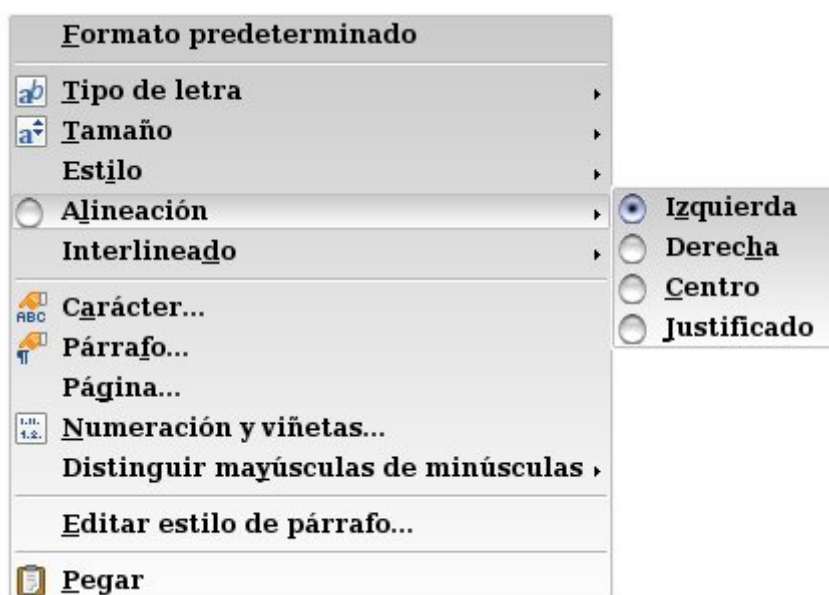 Formato predeterminado
Tipo de letra
Tamaño
Estilo
Alineación
Interlineado
Izquierda
Derecha
Centro
Justificado
ABC Carácter...
Párrafo...
Página...
Numeración y viñetas...
Distinguir mayúsculas de minúsculas
Editar estilo de párrafo...
Pegar